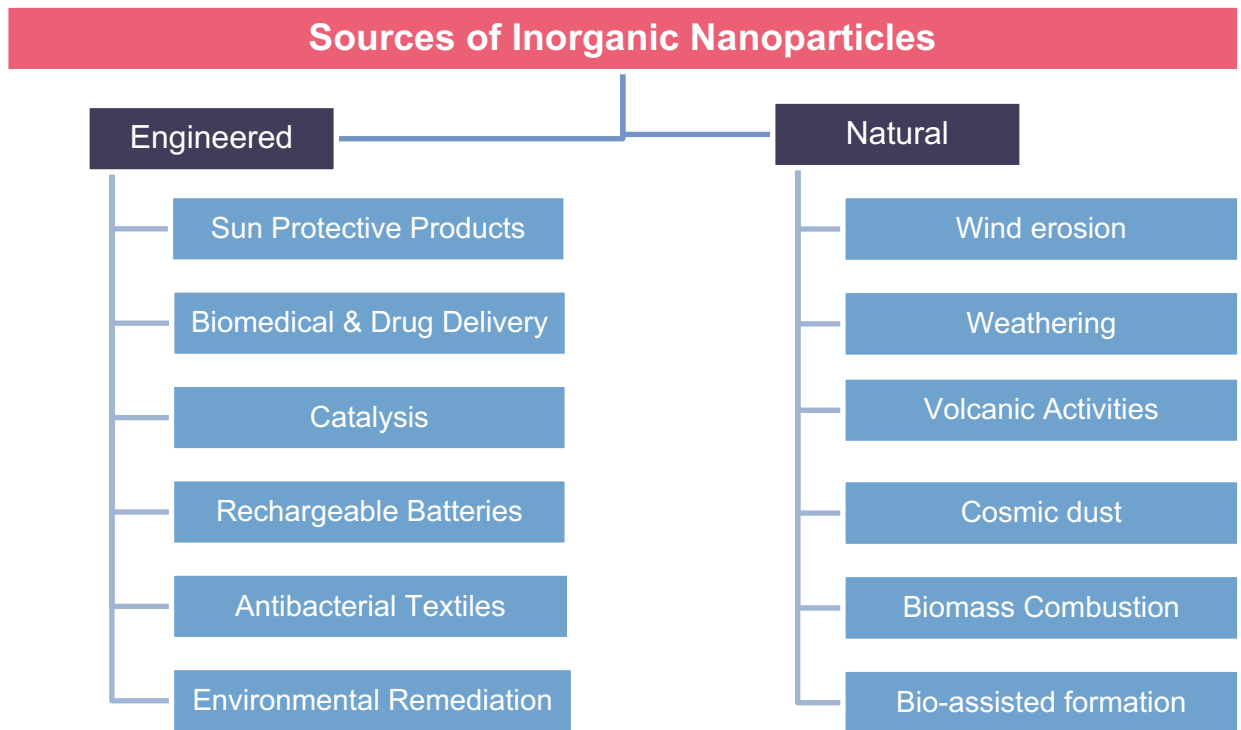 Sources of Inorganic Nanoparticles
Engineered
Sun Protective Products
Biomedical & Drug Delivery
Catalysis
Rechargeable Batteries
Antibacterial Textiles
Environmental Remediation
Natural
Wind erosion
Weathering
Volcanic Activities
Cosmic dust
Biomass Combustion
Bio-assisted formation